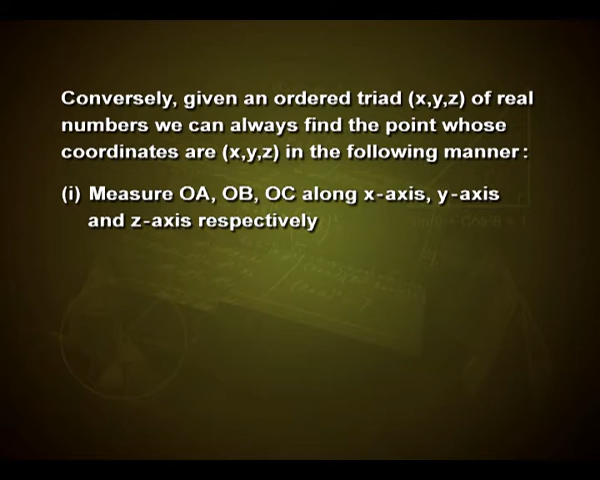 Conversely, given an ordered triad (x,y,z) of real
numbers we can always find the point whose
coordinates are (x,y,z) in the following manner :
(i) Measure OA, OB, OC along x-axis, y-axis
and z-axis respectively